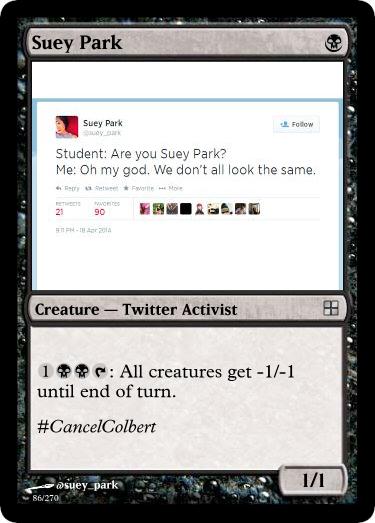 Suey Park
Suey Park
@suey_park
Follow
Student: Are you Suey Park?
Me: Oh my god. We don't all look the same.
Reply Retweet Favorite More
RETWEETS FAVORITES
21 90
9:11 PM - 18 Apr 2014
Creature — Twitter Activist
1: All creatures get -1/-1
until end of turn.
#CancelColbert
1/1
@suey_park
86/270